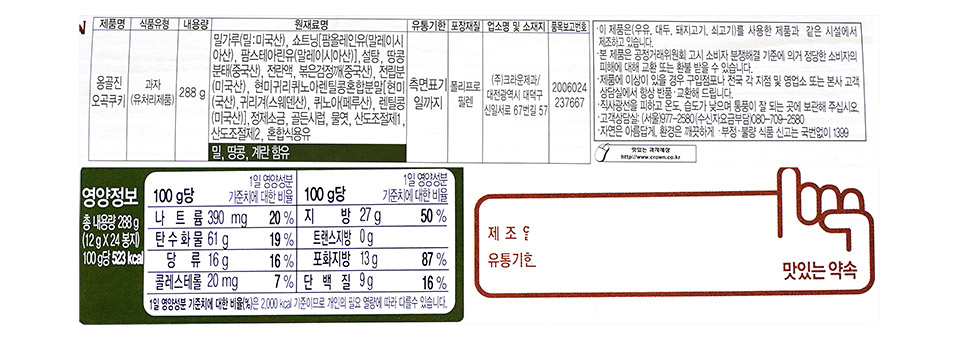 제품명 식품유형 내용량 원재료명 유통기한 포장재질 업소명 및 소재지 품목보고번호
옹골진 오곡쿠키
과자 (유처리제품)
288 g
밀가루(밀:미국산), 쇼트닝[팜올레인유(말레이시
아산), 팜스테아린유(말레이시아산)], 설탕, 땅콩
분태(중국산), 전란액, 볶은검정깨(중국산), 전립분
(미국산), 현미귀리퀴노아렌틸콩혼합분말[현미
(국산), 귀리겨(스웨덴산), 퀴노아(페루산), 렌틸콩
(미국산)], 정제소금, 골든시럽, 물엿, 산도조절제1,
산도조절제2, 혼합식용유
밀, 땅콩, 계란 함유
측면표기
일까지
폴리프로
필렌
(주)크라운제과/
대전광역시 대덕구
신일서로 67번길 57
2006024
237667
·이 제품은(우유, 대두, 돼지고기, 쇠고기)를 사용한 제품과 같은 시설에서
제조하고 있습니다.
·본 제품은 공정거래위원회 고시 소비자 분쟁해결 기준에 의거 정당한 소비자의
피해에 대해 교환 또는 환불 받을 수 있습니다.
·제품에 이상이 있을 경우 구입점포나 전국 각 지점 및 영업소 또는 본사 고객
상담실에서 항상 반품·교환해 드립니다.
·직사광선을 피하고 온도, 습도가 낮으며 통풍이 잘 되는 곳에 보관해 주십시오.
·고객상담실: (서울)977-2580(수신자요금부담)080-709-2580
·자연은 아름답게, 환경은 깨끗하게 ·부정·불량 식품 신고는 국번없이 1399
맛있는 과자세상
http://www.crown.co.kr
영양정보
총 내용량 288 g
(12 g X 24 봉지)
100 g당 523 kcal
100 g당 1일 영양성분 기준치에 대한 비율 100 g당 1일 영양성분 기준치에 대한 비율
나트륨 390 mg 20 % 지방 27 g 50 %
탄수화물 61 g 19 % 트랜스지방 0 g
당류 16 g 16 % 포화지방 13 g 87 %
콜레스테롤 20 mg 7 % 단백질 9 g 16 %
1일 영양성분 기준치에 대한 비율(%)은 2,000 kcal 기준이므로 개인의 필요 열량에 따라 다를수 있습니다.
제조일
유통기한
맛있는 약속